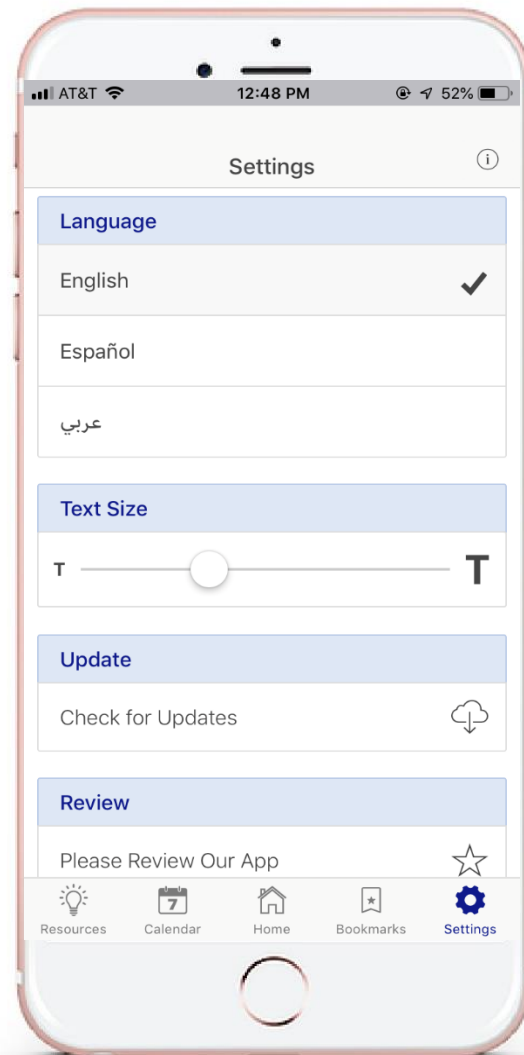 AT&T 12:48 PM 52%
Settings
Language
English
Español
عربي
Text Size
T T
Update
Check for Updates
Review
Please Review Our App
7
Resources Calendar Home Bookmarks Settings